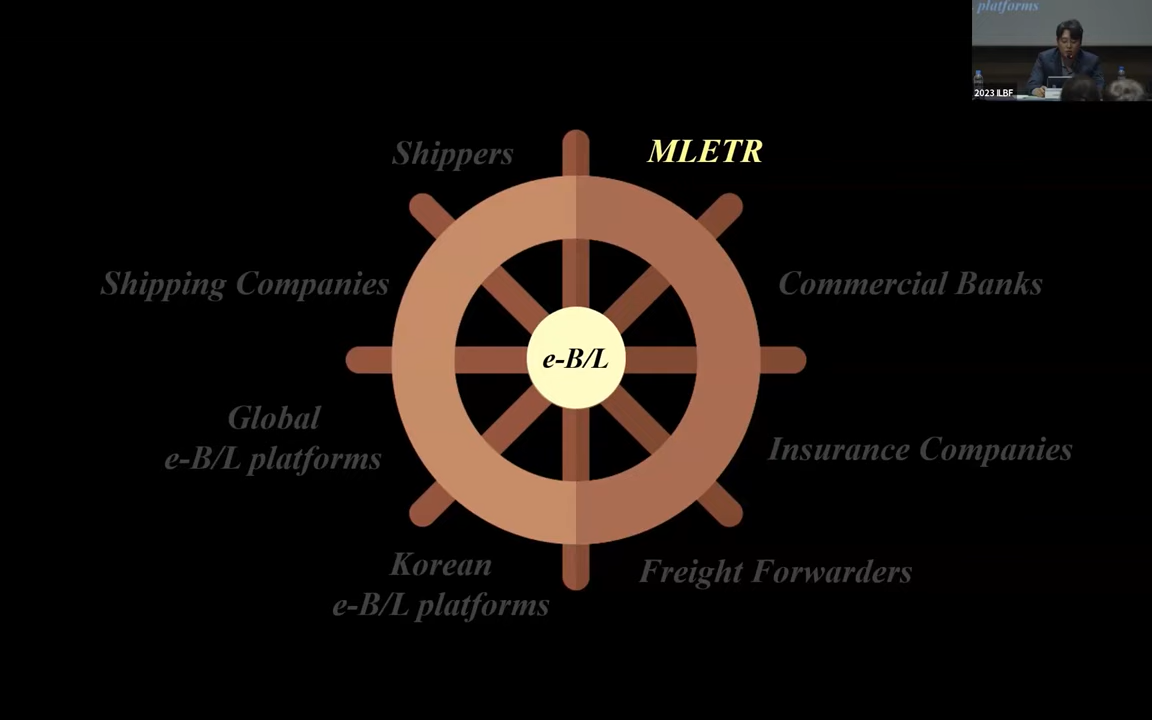 platforms
2023 ILBF
Shippers
MLETR
Shipping Companies
Commercial Banks
e-B/L
Global
e-B/L platforms
Insurance Companies
Korean
e-B/L platforms
Freight Forwarders